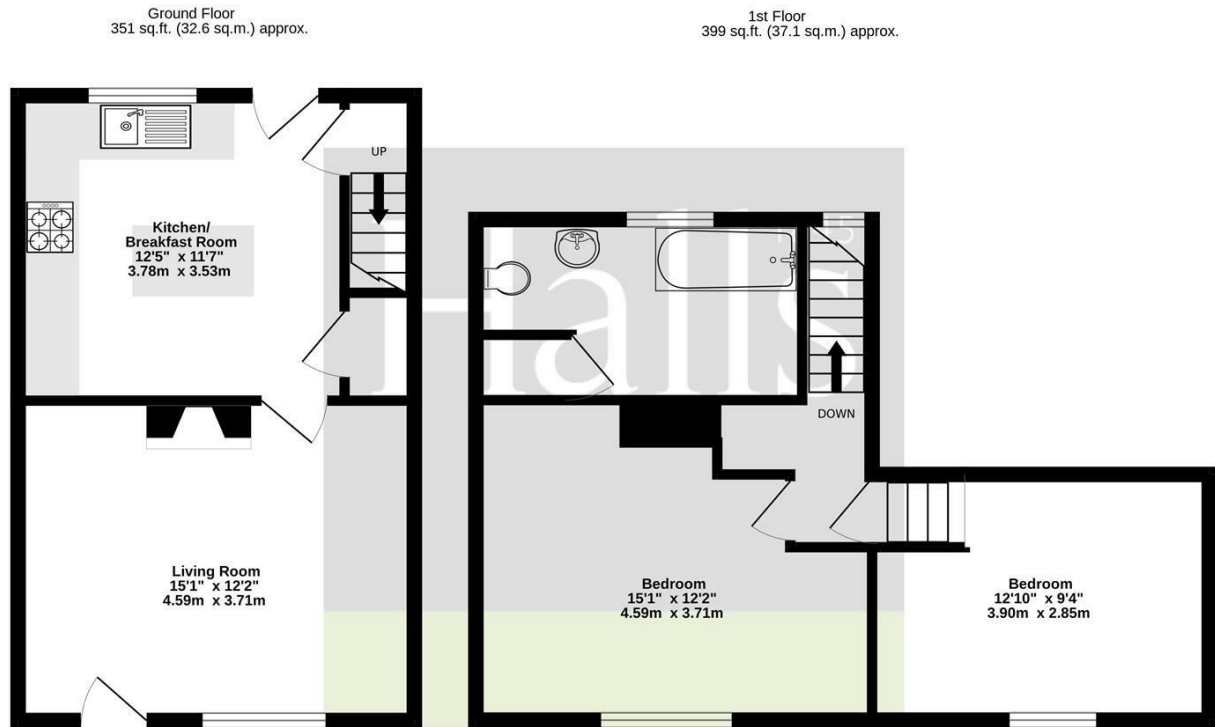 Ground Floor
351 sq.ft. (32.6 sq.m.) approx.
1st Floor
399 sq.ft. (37.1 sq.m.) approx.
UP
Kitchen/
Breakfast Room
12'5" x 11'7"
3.78m x 3.53m
Halls
DOWN
Living Room
15'1" x 12'2"
4.59m x 3.71m
Bedroom
15'1" x 12'2"
4.59m x 3.71m
Bedroom
12'10" x 9'4"
3.90m x 2.85m